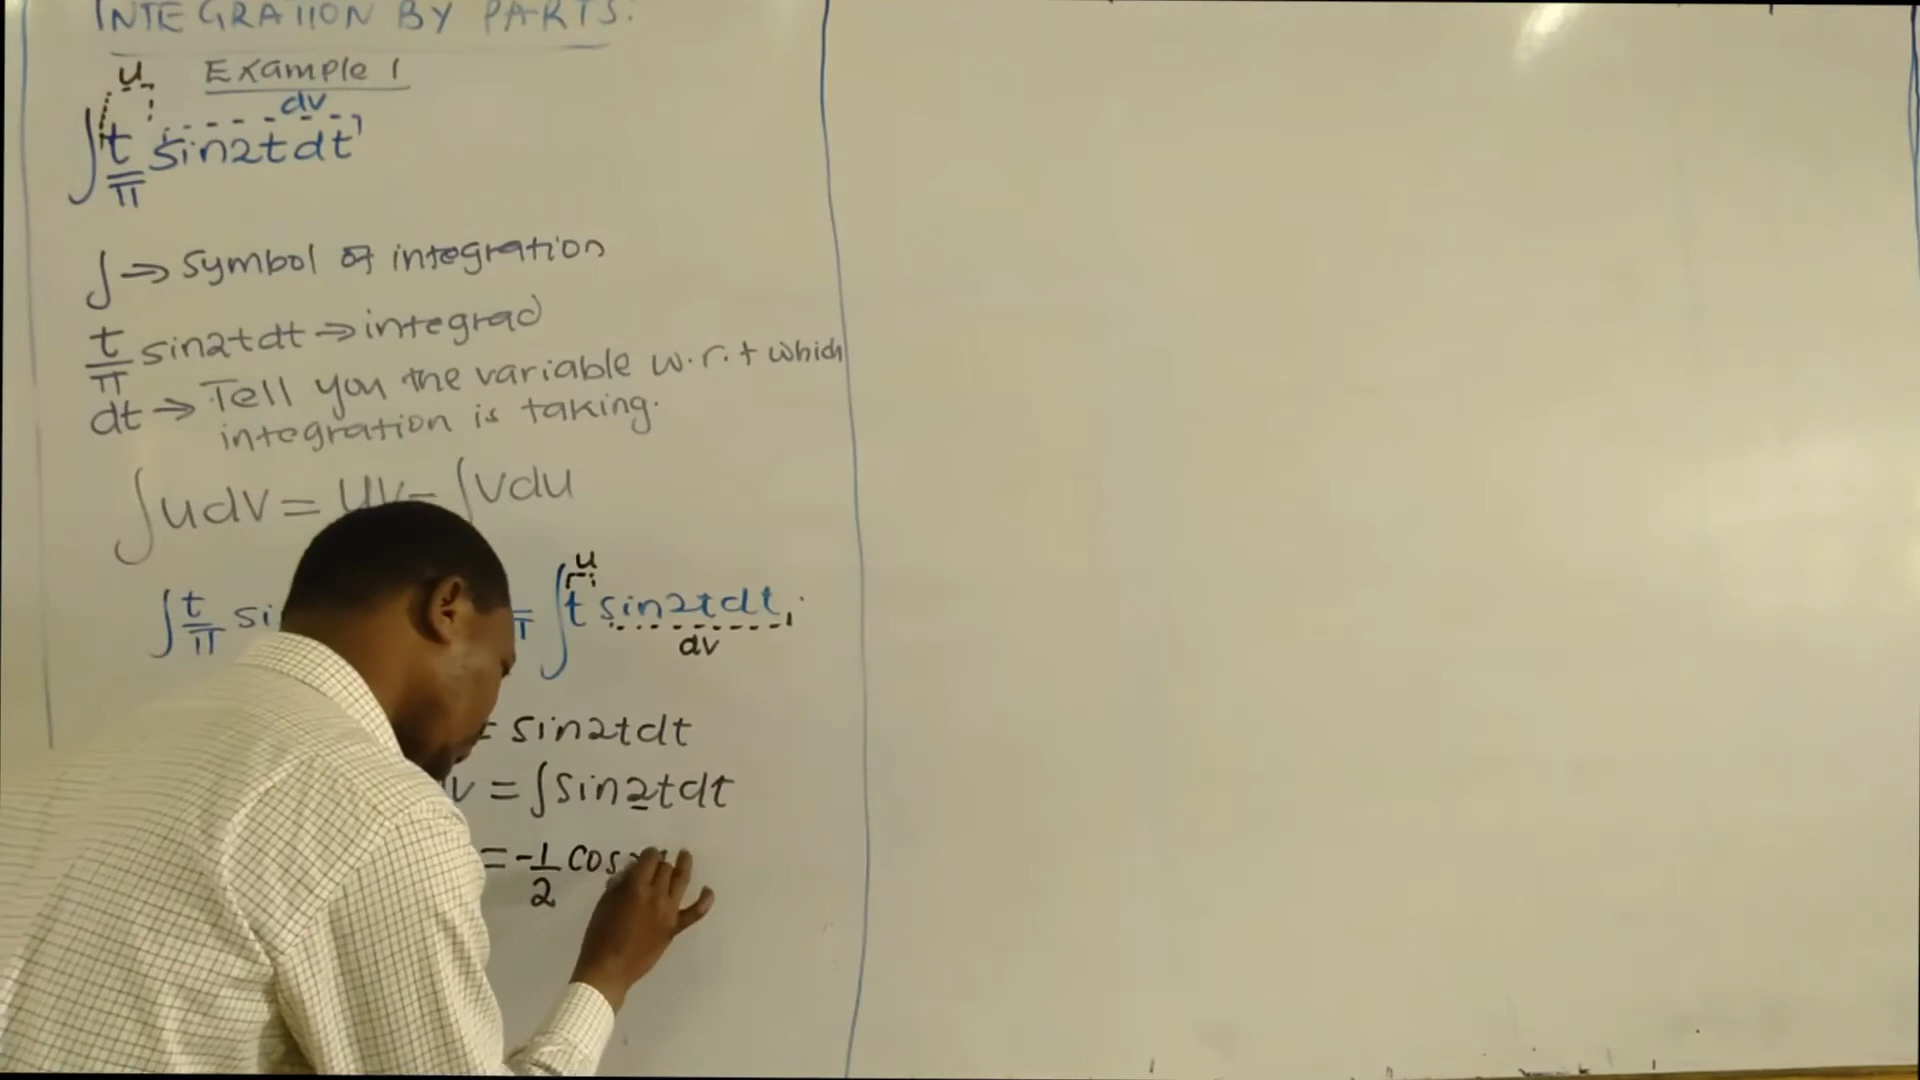 INTEGRATION BY PARTS.
Example 1
u
dv
∫ t/π sin2tdt
∫ → Symbol of integration
t/π sin2tdt → integrad
dt → Tell you the variable w.r.t which
integration is taking.
∫udv = uv - ∫vdu
u
∫ t/π ∫ t sin2tdt
dv
= sin2tdt
v = ∫sin2tdt
= -1/2 cos